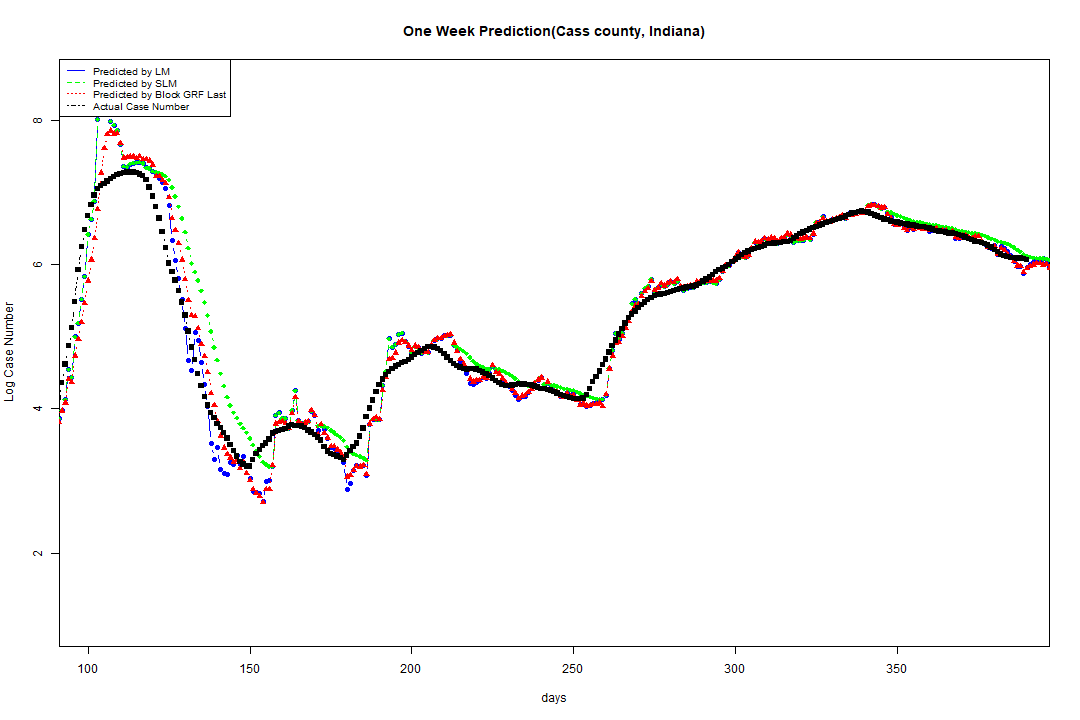 One Week Prediction(Cass county, Indiana)
Predicted by LM
Predicted by SLM
Predicted by Block GRF Last
Actual Case Number
8
6
4
2
Log Case Number
100 150 200 250 300 350
days